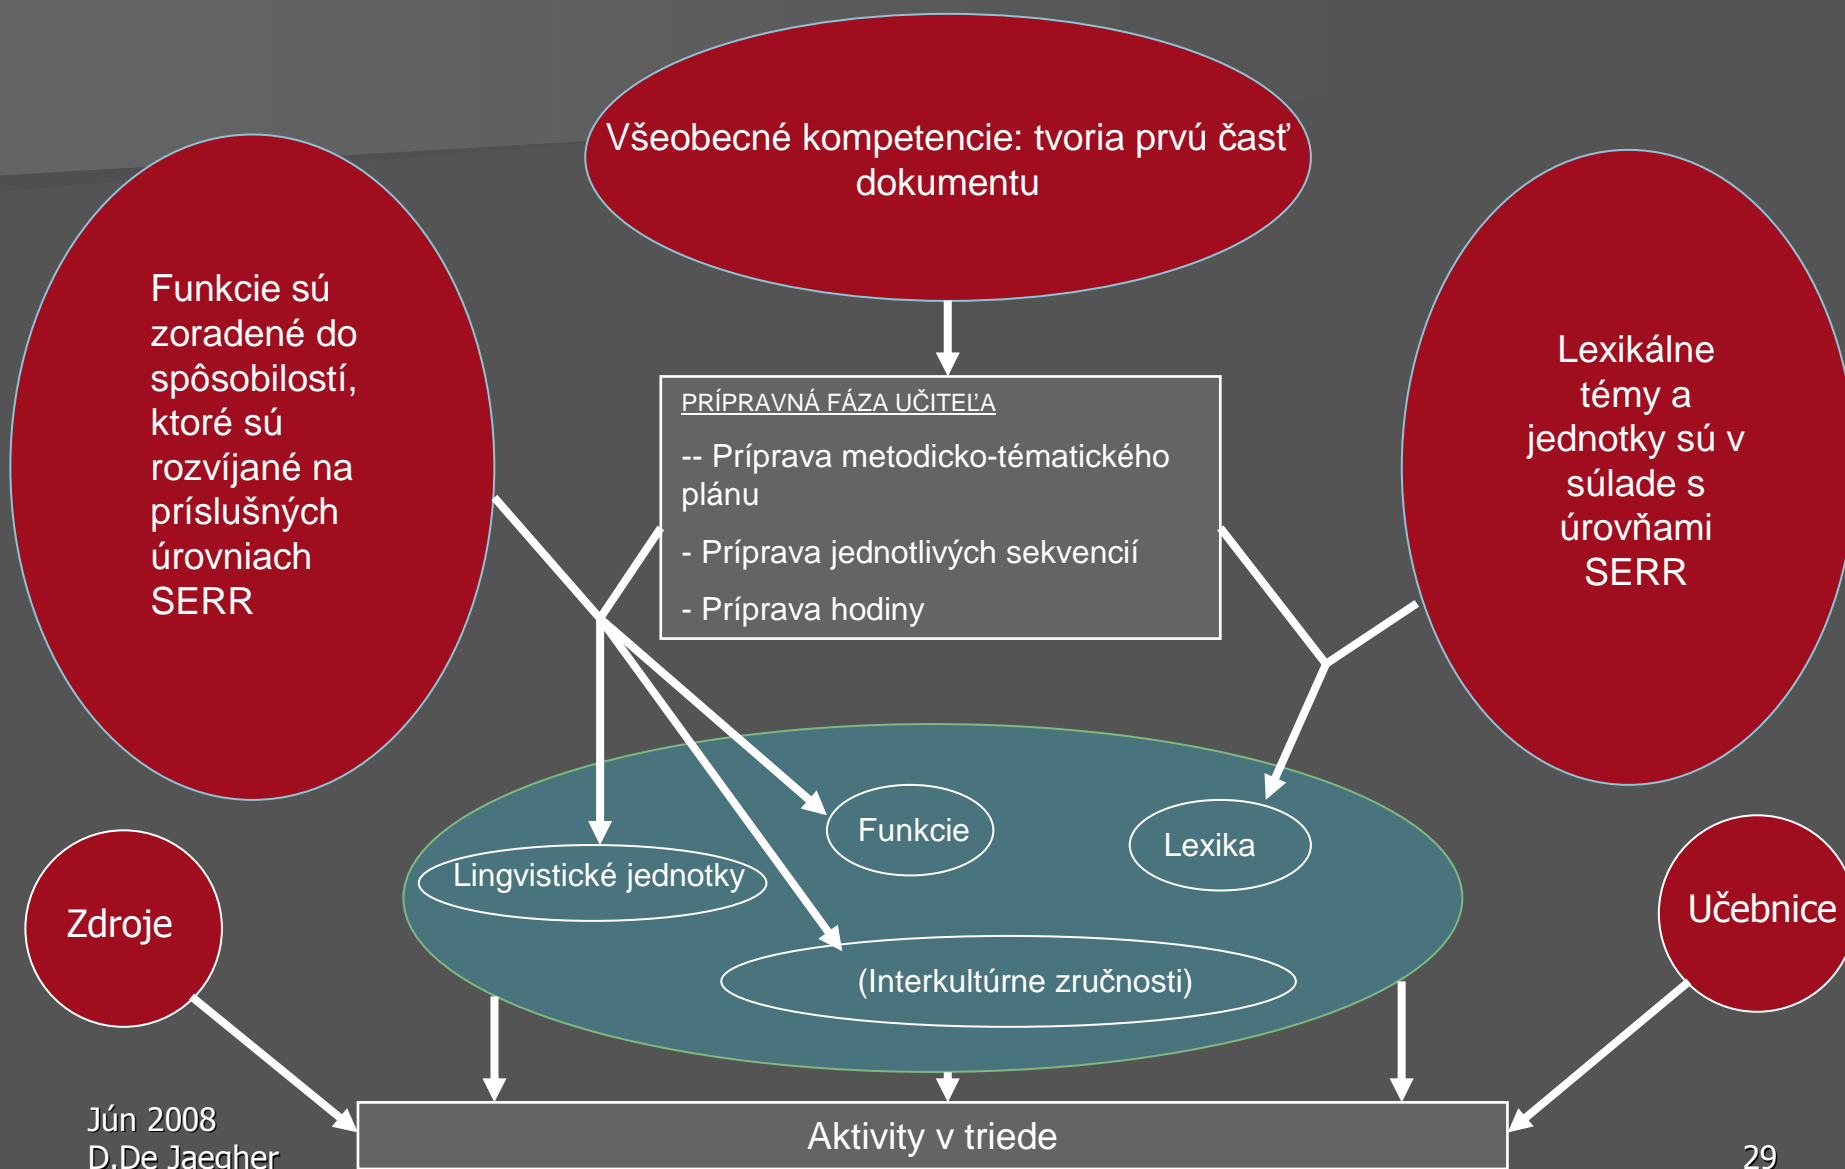 Všeobecné kompetencie: tvoria prvú časť
dokumentu
Funkcie sú
zoradené do
spôsobilostí,
ktoré sú
rozvíjané na
príslušných
úrovniach
SERR
Lexikálne
témy a
jednotky sú v
súlade s
úrovňami
SERR
PRÍPRAVNÁ FÁZA UČITEĽA
-- Príprava metodicko-tématického
plánu
- Príprava jednotlivých sekvencií
- Príprava hodiny
Funkcie
Lexika
Lingvistické jednotky
(Interkultúrne zručnosti)
Zdroje
Učebnice
Aktivity v triede
Jún 2008
D.De Jaegher
29